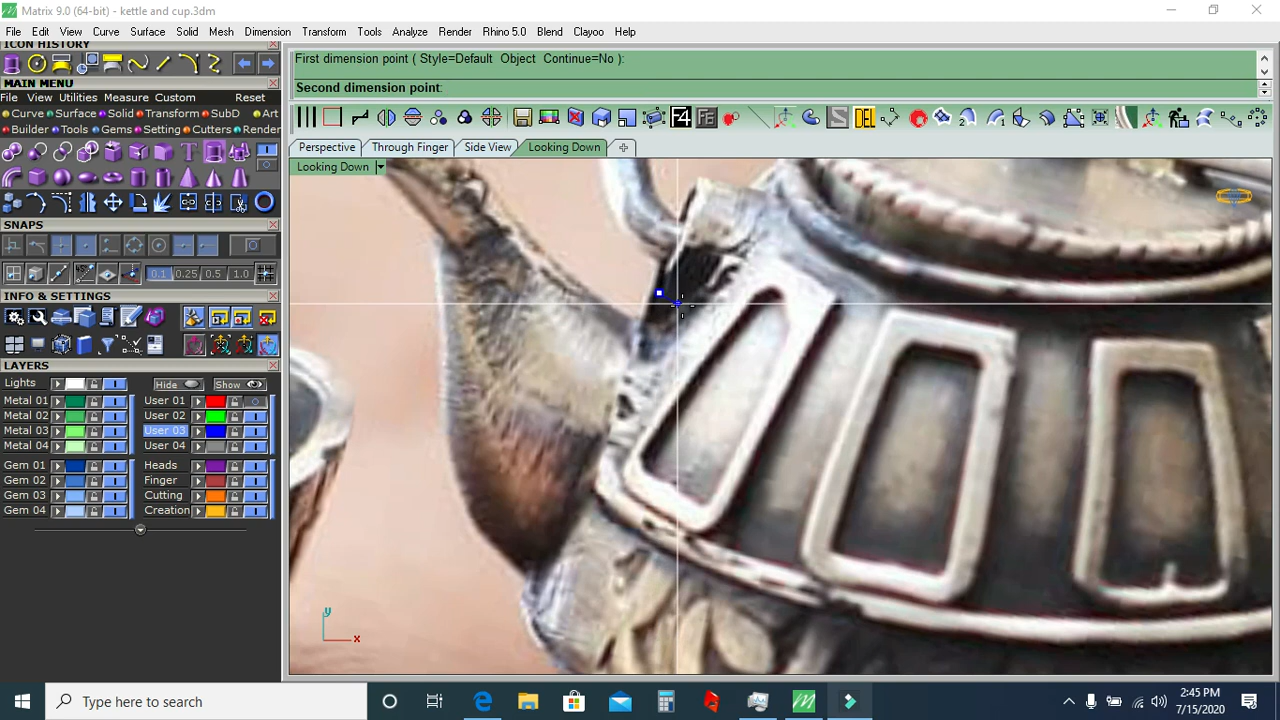 Matrix 9.0 (64-bit) - kettle and cup.3dm
File Edit View Curve Surface Solid Mesh Dimension Transform Tools Analyze Render Rhino 5.0 Blend Clayoo Help
ICON HISTORY
MAIN MENU
File View Utilities Measure Custom Reset
Curve Surface Solid Transform SubD Art
Builder Tools Gems Setting Cutters Render
SNAPS
0.1 0.25 0.5 1.0
INFO & SETTINGS
LAYERS
Lights Hide Show
Metal 01 User 01
Metal 02 User 02
Metal 03 User 03
Metal 04 User 04
Gem 01 Heads
Gem 02 Finger
Gem 03 Cutting
Gem 04 Creation
First dimension point ( Style=Default Object Continue=No ):
Second dimension point:
F4 DEL
Perspective Through Finger Side View Looking Down
Looking Down
y
x
Type here to search
2:45 PM
7/15/2020